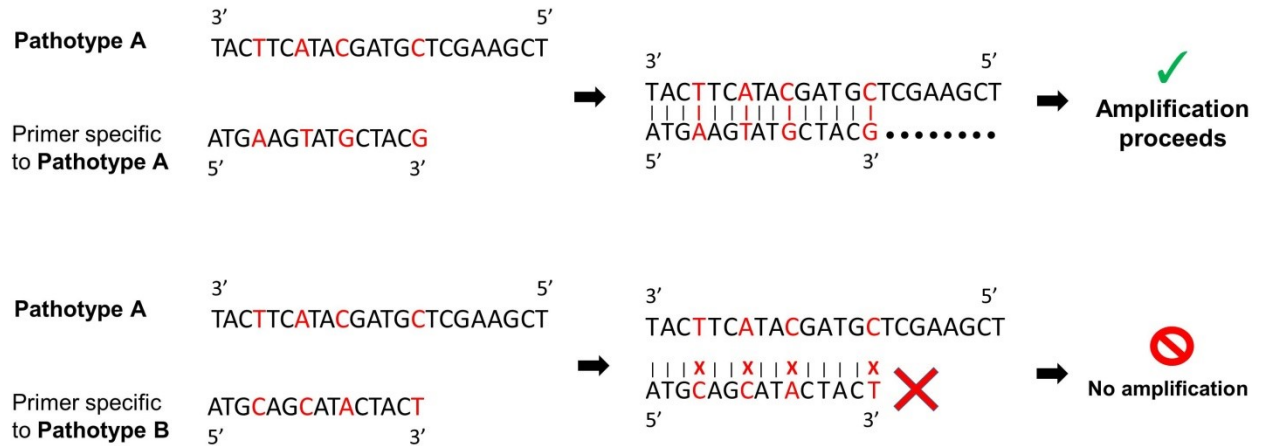 3’ 5’
Pathotype A
TACTTCATACGATGCTCGAAGCT
Primer specific
to Pathotype A
ATGAAGTATGCTACG
5’ 3’
3’ 5’
TACTTCATACGATGCTCGAAGCT
ATGAAGTATGCTACG
5’ 3’
Amplification
proceeds
3’ 5’
Pathotype A
TACTTCATACGATGCTCGAAGCT
Primer specific
to Pathotype B
ATGCAGCATACTACT
5’ 3’
3’ 5’
TACTTCATACGATGCTCGAAGCT
X X X X
ATGCAGCATACTACT
5’ 3’
No amplification